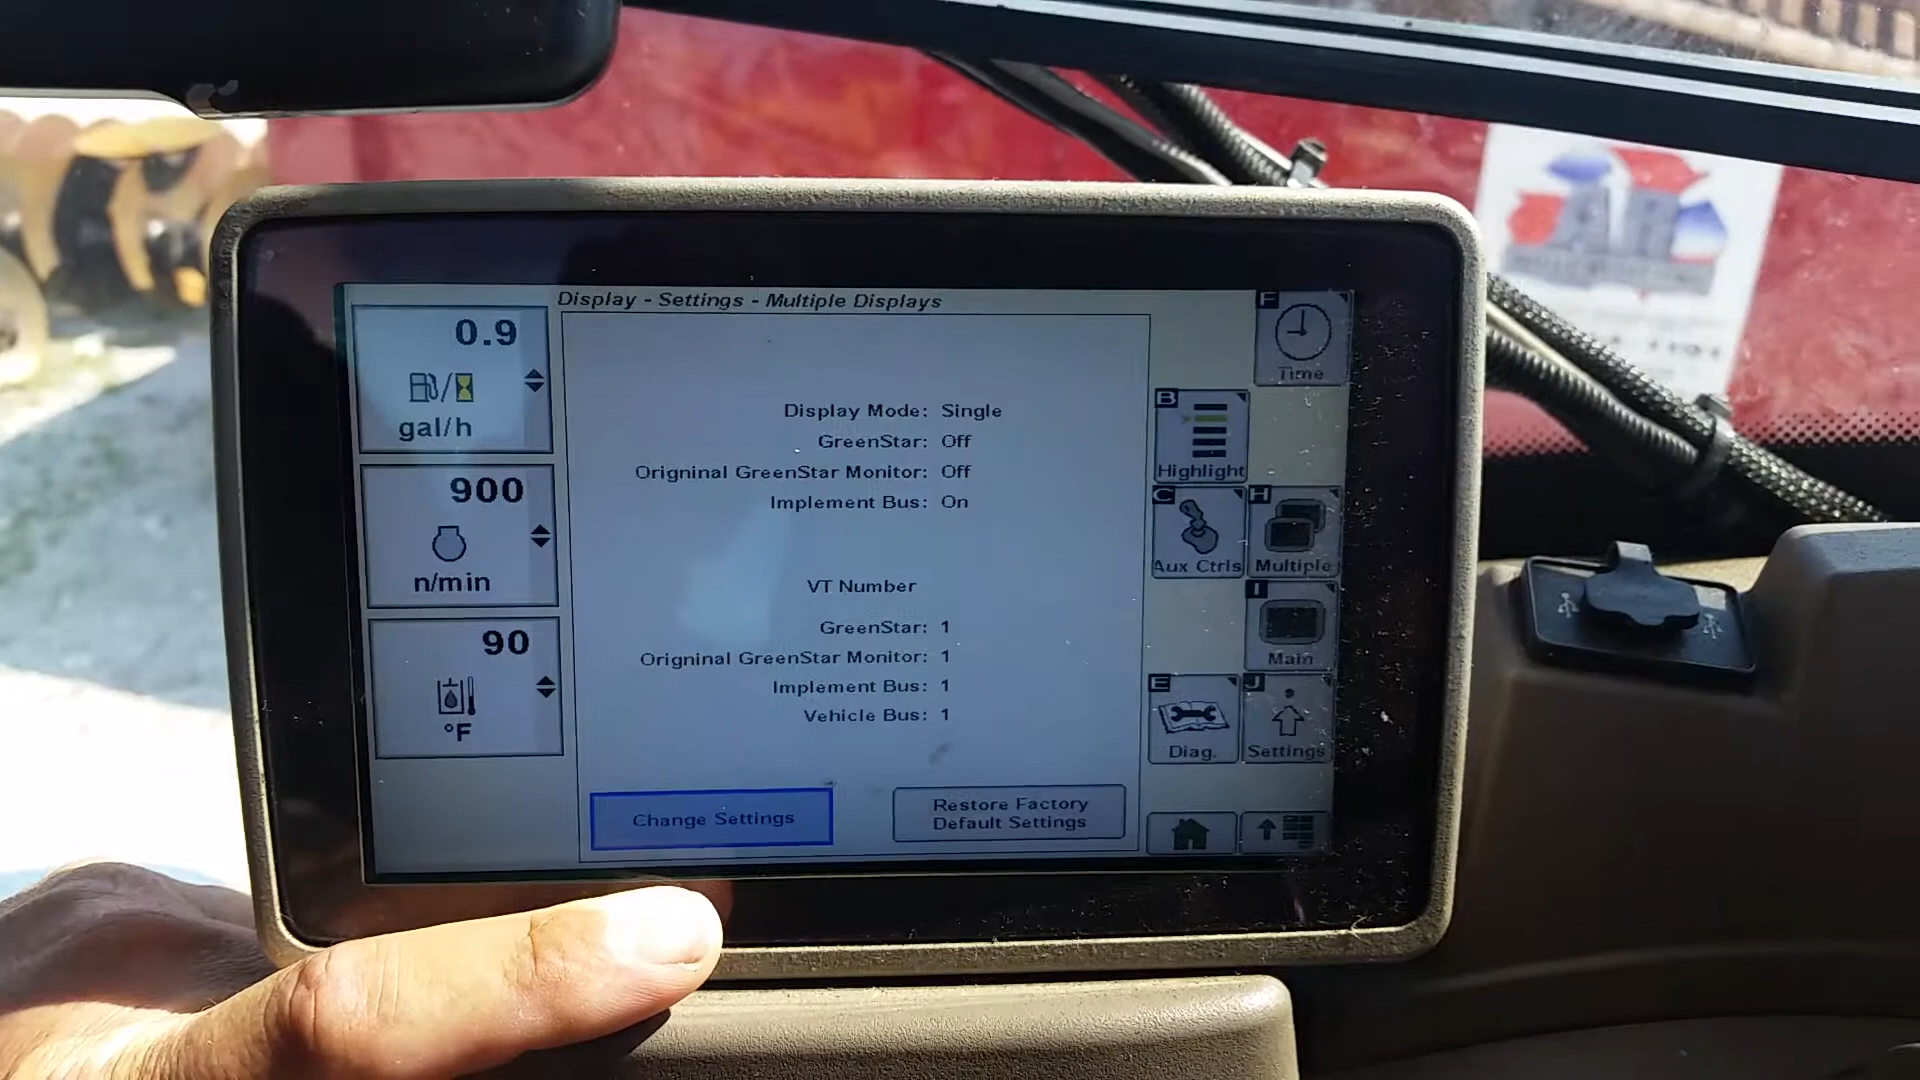 Display - Settings - Multiple Displays
0.9
gal/h
900
n/min
90
°F
Display Mode: Single
GreenStar: Off
Origninal GreenStar Monitor: Off
Implement Bus: On
VT Number
GreenStar: 1
Origninal GreenStar Monitor: 1
Implement Bus: 1
Vehicle Bus: 1
Change Settings
Restore Factory
Default Settings
F
Time
B
Highlight
C
Aux Ctrls
H
Multiple
I
Main
E
Diag.
J
Settings